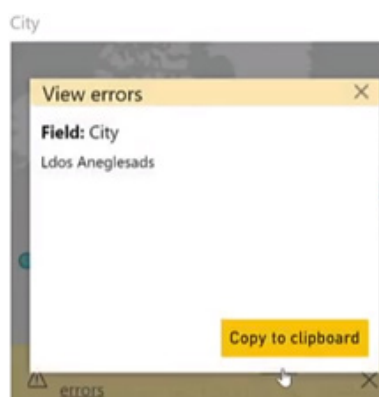 City
View errors
Field: City
Ldos Aneglesads
Copy to clipboard
errors